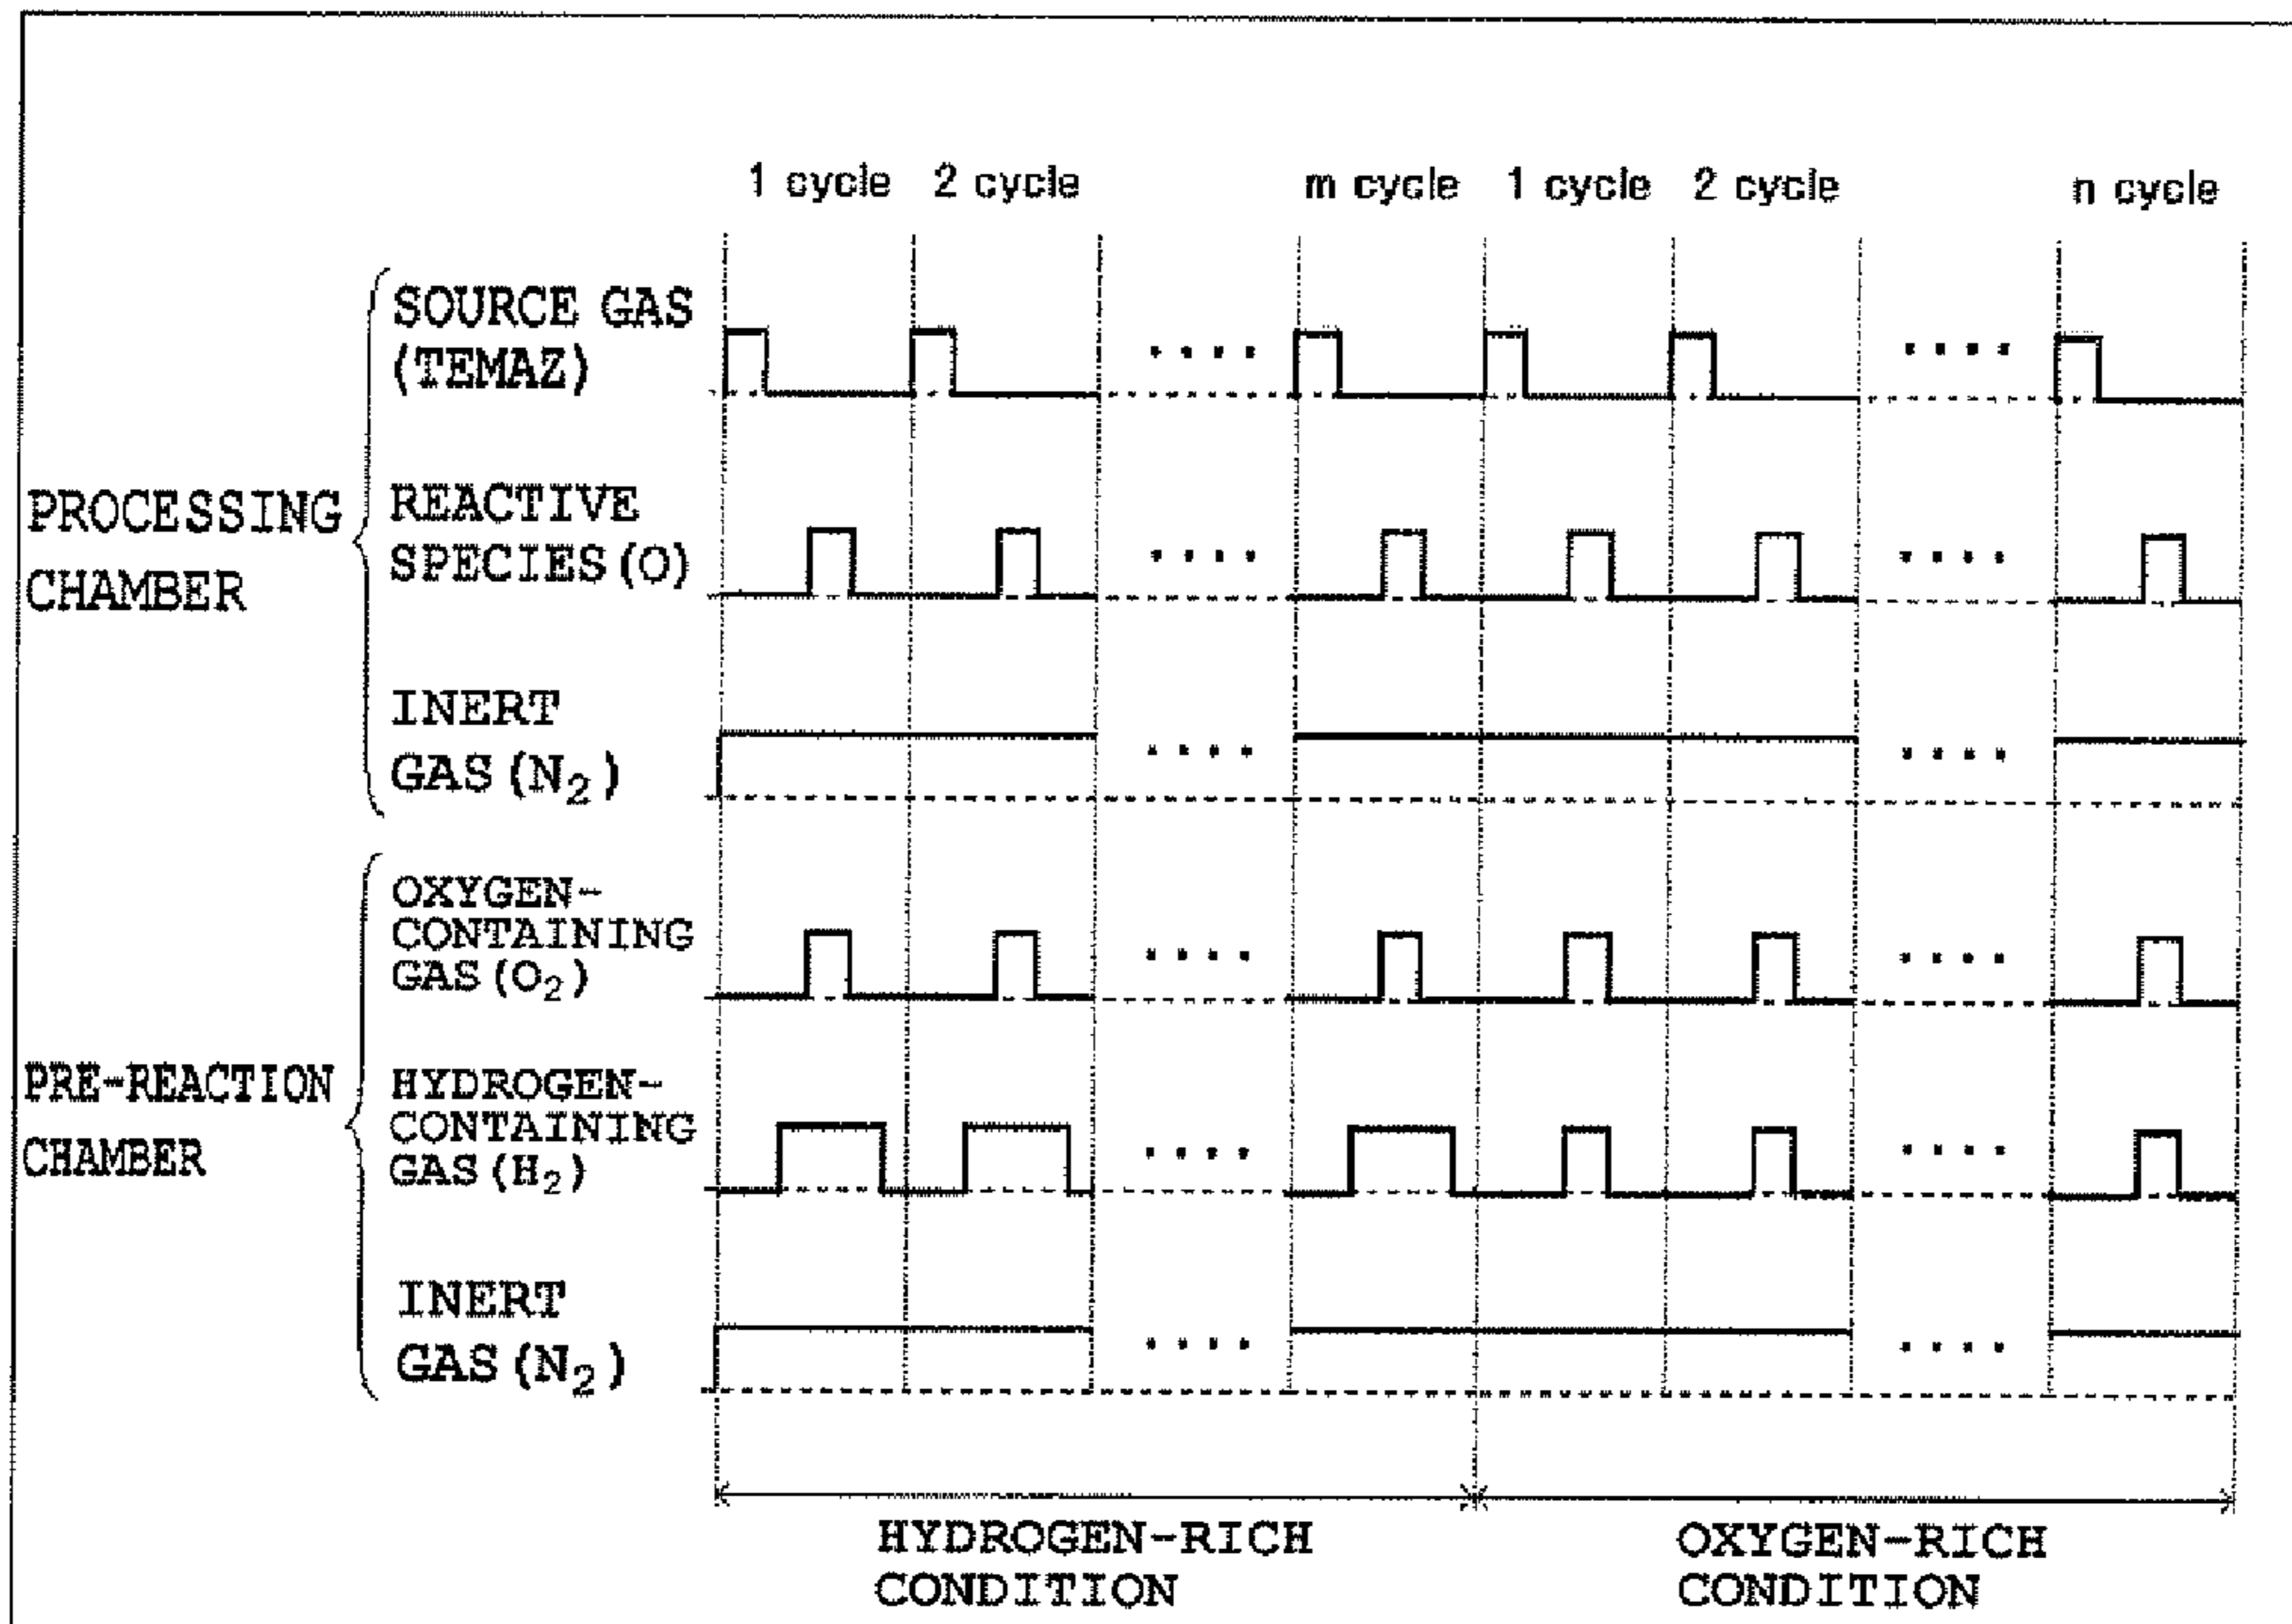 1 cycle 2 cycle m cycle 1 cycle 2 cycle n cycle
PROCESSING
CHAMBER
SOURCE GAS
(TEMAZ)
REACTIVE
SPECIES (O)
INERT
GAS (N₂)
PRE-REACTION
CHAMBER
OXYGEN-
CONTAINING
GAS (O₂)
HYDROGEN-
CONTAINING
GAS (H₂)
INERT
GAS (N₂)
HYDROGEN-RICH
CONDITION
OXYGEN-RICH
CONDITION